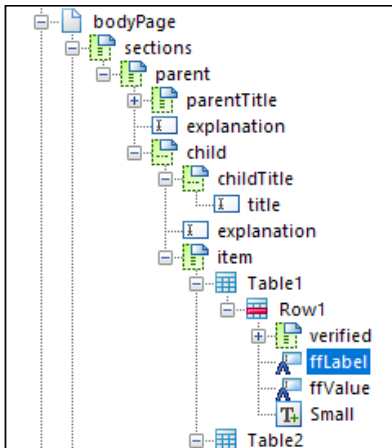 bodyPage
sections
parent
parentTitle
explanation
child
childTitle
title
explanation
item
Table1
Row1
verified
ffLabel
ffValue
Small
Table2